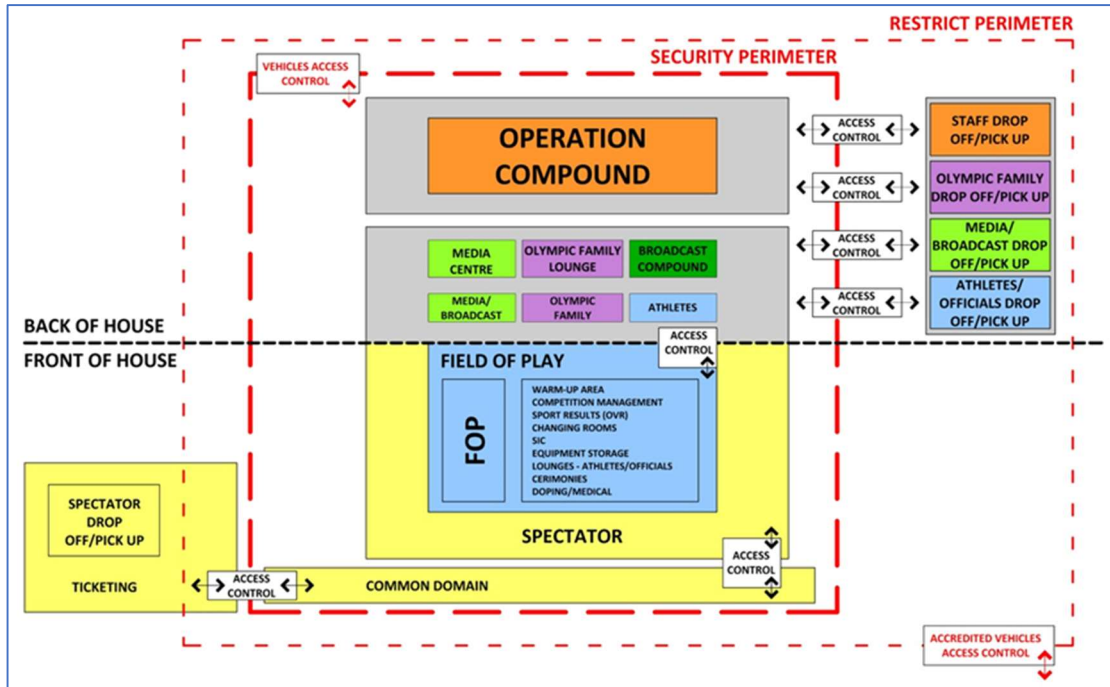 RESTRICT PERIMETER
SECURITY PERIMETER
VEHICLES ACCESS
CONTROL
OPERATION
COMPOUND
ACCESS
CONTROL
STAFF DROP
OFF/PICK UP
ACCESS
CONTROL
OLYMPIC FAMILY
DROP OFF/PICK UP
MEDIA
CENTRE
OLYMPIC FAMILY
LOUNGE
BROADCAST
COMPOUND
ACCESS
CONTROL
MEDIA/
BROADCAST DROP
OFF/PICK UP
MEDIA/
BROADCAST
OLYMPIC
FAMILY
ATHLETES
ACCESS
CONTROL
ATHLETES/
OFFICIALS DROP
OFF/PICK UP
BACK OF HOUSE
FRONT OF HOUSE
ACCESS
CONTROL
FIELD OF PLAY
FOP
WARM-UP AREA
COMPETITION MANAGEMENT
SPORT RESULTS (OVR)
CHANGING ROOMS
SIC
EQUIPMENT STORAGE
LOUNGES - ATHLETES/OFFICIALS
CERIMONIES
DOPING/MEDICAL
SPECTATOR
SPECTATOR
DROP
OFF/PICK UP
TICKETING
ACCESS
CONTROL
COMMON DOMAIN
ACCESS
CONTROL
ACCREDITED VEHICLES
ACCESS CONTROL